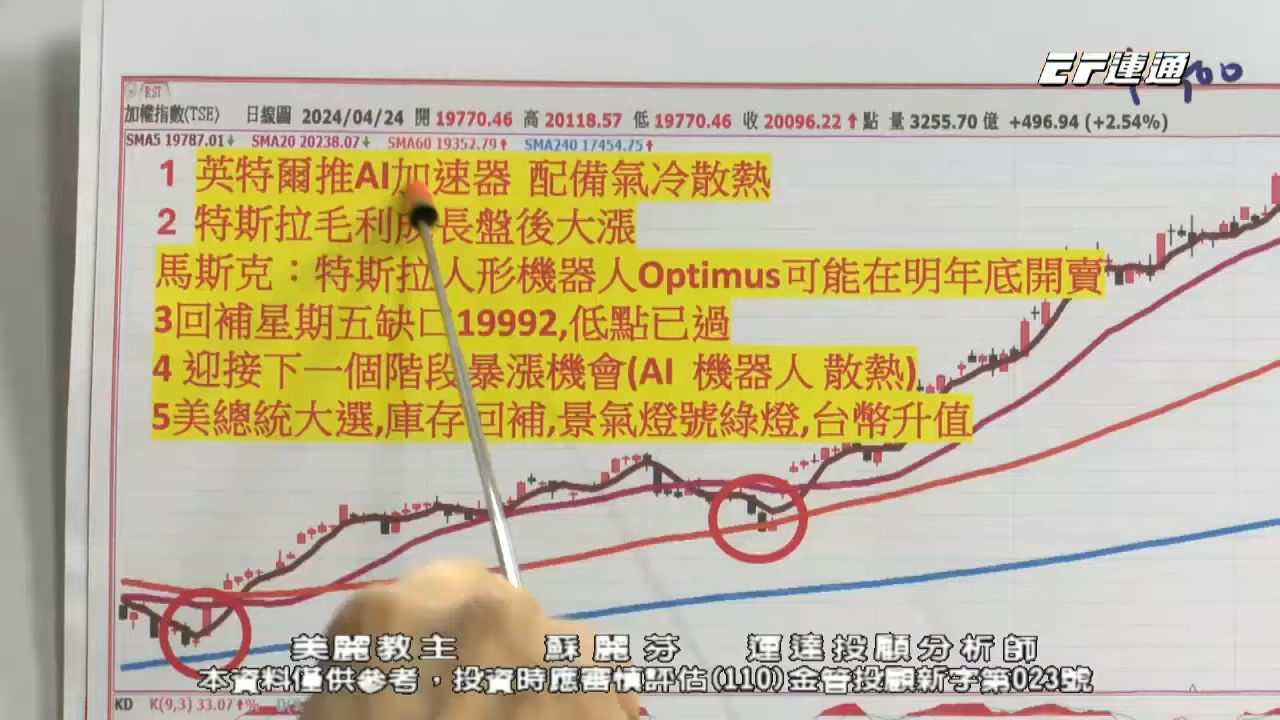 EF運通
RSI
加權指數(TSE) 日線圖 2024/04/24 開 19770.46 高 20118.57 低 19770.46 收 20096.22↑點 量 3255.70 億 +496.94 (+2.54%)
SMA5 19787.01↓ SMA20 20238.07↓ SMA60 19352.79↑ SMA240 17454.75↑
1 英特爾推AI加速器 配備氣冷散熱
2 特斯拉毛利成長盤後大漲
馬斯克：特斯拉人形機器人Optimus可能在明年底開賣
3回補星期五缺口19992,低點已過
4 迎接下一個階段暴漲機會(AI 機器人 散熱)
5美總統大選,庫存回補,景氣燈號綠燈,台幣升值
美麗教主 蘇麗芬 運達投顧分析師
本資料僅供參考，投資時應審慎評估(110)金管投顧新字第023號
KD K(9,3) 33.07↑%